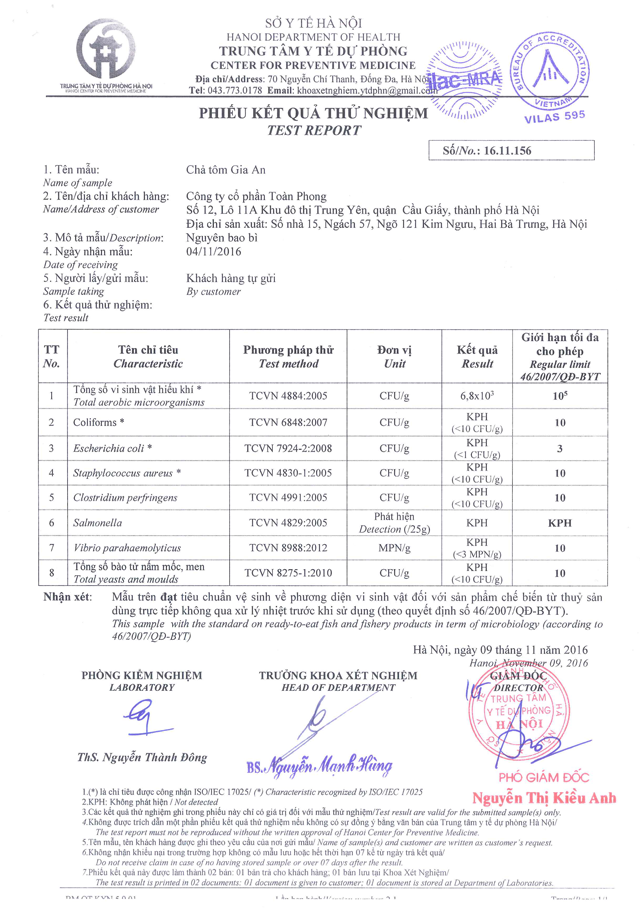 SỞ Y TẾ HÀ NỘI
HANOI DEPARTMENT OF HEALTH
TRUNG TÂM Y TẾ DỰ PHÒNG
CENTER FOR PREVENTIVE MEDICINE
Địa chỉ/Address: 70 Nguyễn Chí Thanh, Đống Đa, Hà Nội
Tel: 043.773.0178 Email: khoaxetnghiem.ytdphn@gmail.com
TRUNG TÂM Y TẾ DỰ PHÒNG HÀ NỘI
HANOI CENTER FOR PREVENTIVE MEDICINE
ilac-MRA
BUREAU OF ACCREDITATION
VIETNAM
VILAS 595
PHIẾU KẾT QUẢ THỬ NGHIỆM
TEST REPORT
Số/No.: 16.11.156
1. Tên mẫu: Chả tôm Gia An
Name of sample
2. Tên/địa chỉ khách hàng: Công ty cổ phần Toàn Phong
Name/Address of customer Số 12, Lô 11A Khu đô thị Trung Yên, quận Cầu Giấy, thành phố Hà Nội
Địa chỉ sản xuất: Số nhà 15, Ngách 57, Ngõ 121 Kim Ngưu, Hai Bà Trưng, Hà Nội
3. Mô tả mẫu/Description: Nguyên bao bì
4. Ngày nhận mẫu: 04/11/2016
Date of receiving
5. Người lấy/gửi mẫu: Khách hàng tự gửi
Sample taking By customer
6. Kết quả thử nghiệm:
Test result
TT No. Tên chỉ tiêu Characteristic Phương pháp thử Test method Đơn vị Unit Kết quả Result Giới hạn tối đa cho phép Regular limit 46/2007/QĐ-BYT
1 Tổng số vi sinh vật hiếu khí * Total aerobic microorganisms TCVN 4884:2005 CFU/g 6,8x10³ 10⁵
2 Coliforms * TCVN 6848:2007 CFU/g KPH (<10 CFU/g) 10
3 Escherichia coli * TCVN 7924-2:2008 CFU/g KPH (<1 CFU/g) 3
4 Staphylococcus aureus * TCVN 4830-1:2005 CFU/g KPH (<10 CFU/g) 10
5 Clostridium perfringens TCVN 4991:2005 CFU/g KPH (<10 CFU/g) 10
6 Salmonella TCVN 4829:2005 Phát hiện Detection (/25g) KPH KPH
7 Vibrio parahaemolyticus TCVN 8988:2012 MPN/g KPH (<3 MPN/g) 10
8 Tổng số bào tử nấm mốc, men Total yeasts and moulds TCVN 8275-1:2010 CFU/g KPH (<10 CFU/g) 10
Nhận xét: Mẫu trên đạt tiêu chuẩn vệ sinh về phương diện vi sinh vật đối với sản phẩm chế biến từ thuỷ sản
dùng trực tiếp không qua xử lý nhiệt trước khi sử dụng (theo quyết định số 46/2007/QĐ-BYT).
This sample with the standard on ready-to-eat fish and fishery products in term of microbiology (according to
46/2007/QĐ-BYT)
Hà Nội, ngày 09 tháng 11 năm 2016
Hanoi, November 09, 2016
PHÒNG KIỂM NGHIỆM TRƯỞNG KHOA XÉT NGHIỆM GIÁM ĐỐC
LABORATORY HEAD OF DEPARTMENT DIRECTOR
TRUNG TÂM
Y TẾ DỰ PHÒNG
HÀ NỘI
ThS. Nguyễn Thành Đông
BS. Nguyễn Mạnh Hùng
PHÓ GIÁM ĐỐC
Nguyễn Thị Kiều Anh
1.(*) là chỉ tiêu được công nhận ISO/IEC 17025/ (*) Characteristic recognized by ISO/IEC 17025
2.KPH: Không phát hiện / Not detected
3.Các kết quả thử nghiệm ghi trong phiếu này chỉ có giá trị đối với mẫu thử nghiệm/Test result are valid for the submitted sample(s) only.
4.Không được trích dẫn một phần phiếu kết quả thử nghiệm nếu không có sự đồng ý bằng văn bản của Trung tâm y tế dự phòng Hà Nội/
The test report must not be reproduced without the written approval of Hanoi Center for Preventive Medicine.
5.Tên mẫu, tên khách hàng được ghi theo yêu cầu của nơi gửi mẫu/ Name of sample(s) and customer are written as customer's request.
6.Không nhận khiếu nại trong trường hợp không có mẫu lưu hoặc hết thời hạn 07 kể từ ngày trả kết quả/
Do not receive claim in case of no having stored sample or over 07 days after the result.
7.Phiếu kết quả này được làm thành 02 bản: 01 bản trả cho khách hàng; 01 bản lưu tại Khoa Xét Nghiệm/
The test result is printed in 02 documents: 01 document is given to customer; 01 document is stored at Department of Laboratories.